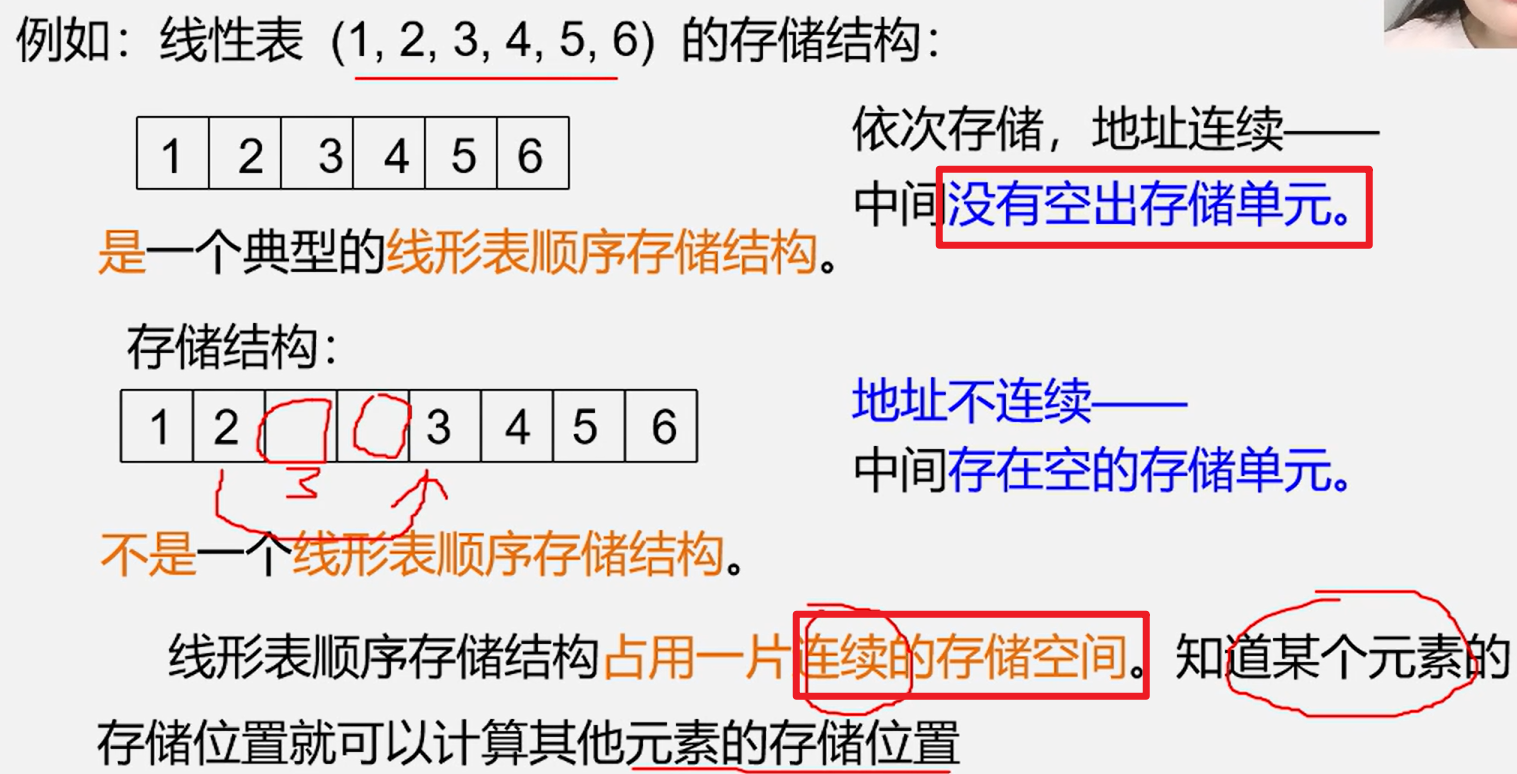 例如：线性表（1, 2, 3, 4, 5, 6）的存储结构：
1 2 3 4 5 6
依次存储，地址连续——
中间没有空出存储单元。
是一个典型的线形表顺序存储结构。
存储结构：
1 2 3 4 5 6
地址不连续——
中间存在空的存储单元。
不是一个线形表顺序存储结构。
线形表顺序存储结构占用一片连续的存储空间。知道某个元素的
存储位置就可以计算其他元素的存储位置